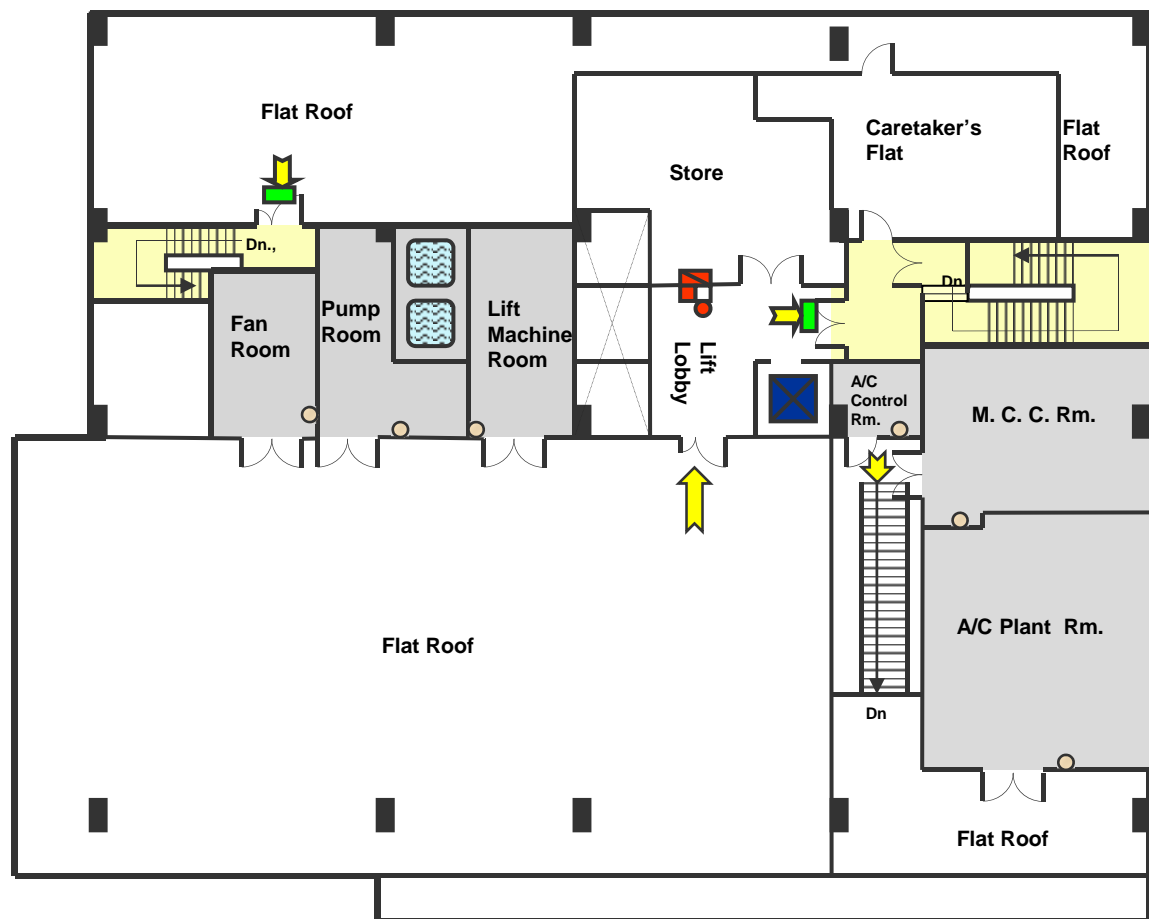 Flat Roof
Caretaker's
Flat
Flat
Roof
Store
Dn.,
Dn
Fan
Room
Pump
Room
Lift
Machine
Room
Lift
Lobby
A/C
Control
Rm.
M. C. C. Rm.
A/C Plant Rm.
Flat Roof
Dn
Flat Roof